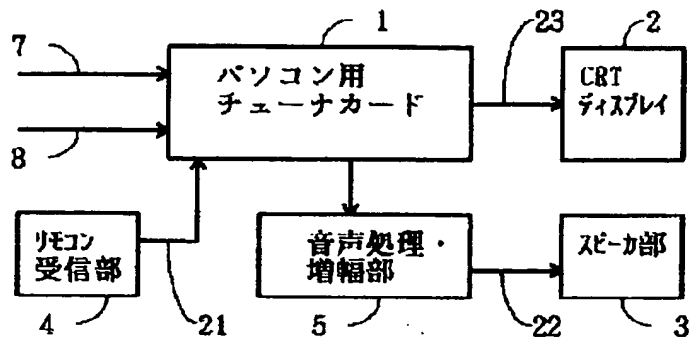 1
23
2
7
パソコン用
チューナカード
CRT
ディスプレイ
8
リモコン
受信部
音声処理・
増幅部
スピーカ部
4
21
5
22
3